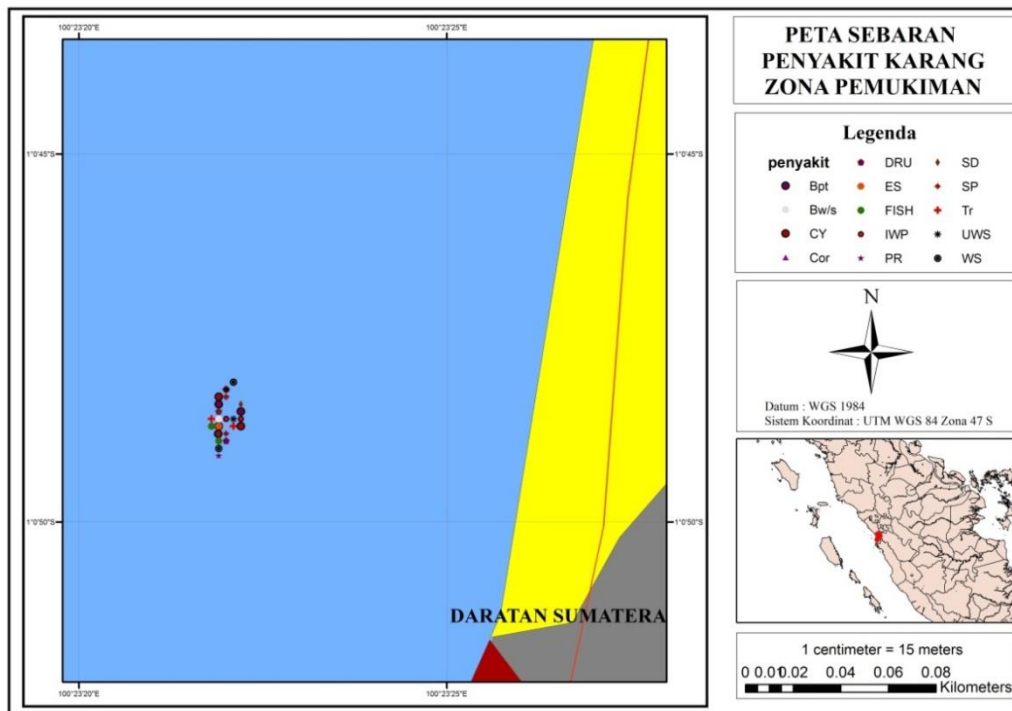 100°23'20"E
100°23'25"E
1°0'45"S
1°0'45"S
1°0'50"S
1°0'50"S
DARATAN SUMATERA
100°23'20"E
100°23'25"E
PETA SEBARAN
PENYAKIT KARANG
ZONA PEMUKIMAN
Legenda
penyakit
Bpt
Bw/s
CY
Cor
DRU
ES
FISH
IWP
PR
SD
SP
Tr
UWS
WS
N
Datum : WGS 1984
Sistem Koordinat : UTM WGS 84 Zona 47 S
1 centimeter = 15 meters
0 0.01 0.02 0.04 0.06 0.08
Kilometers